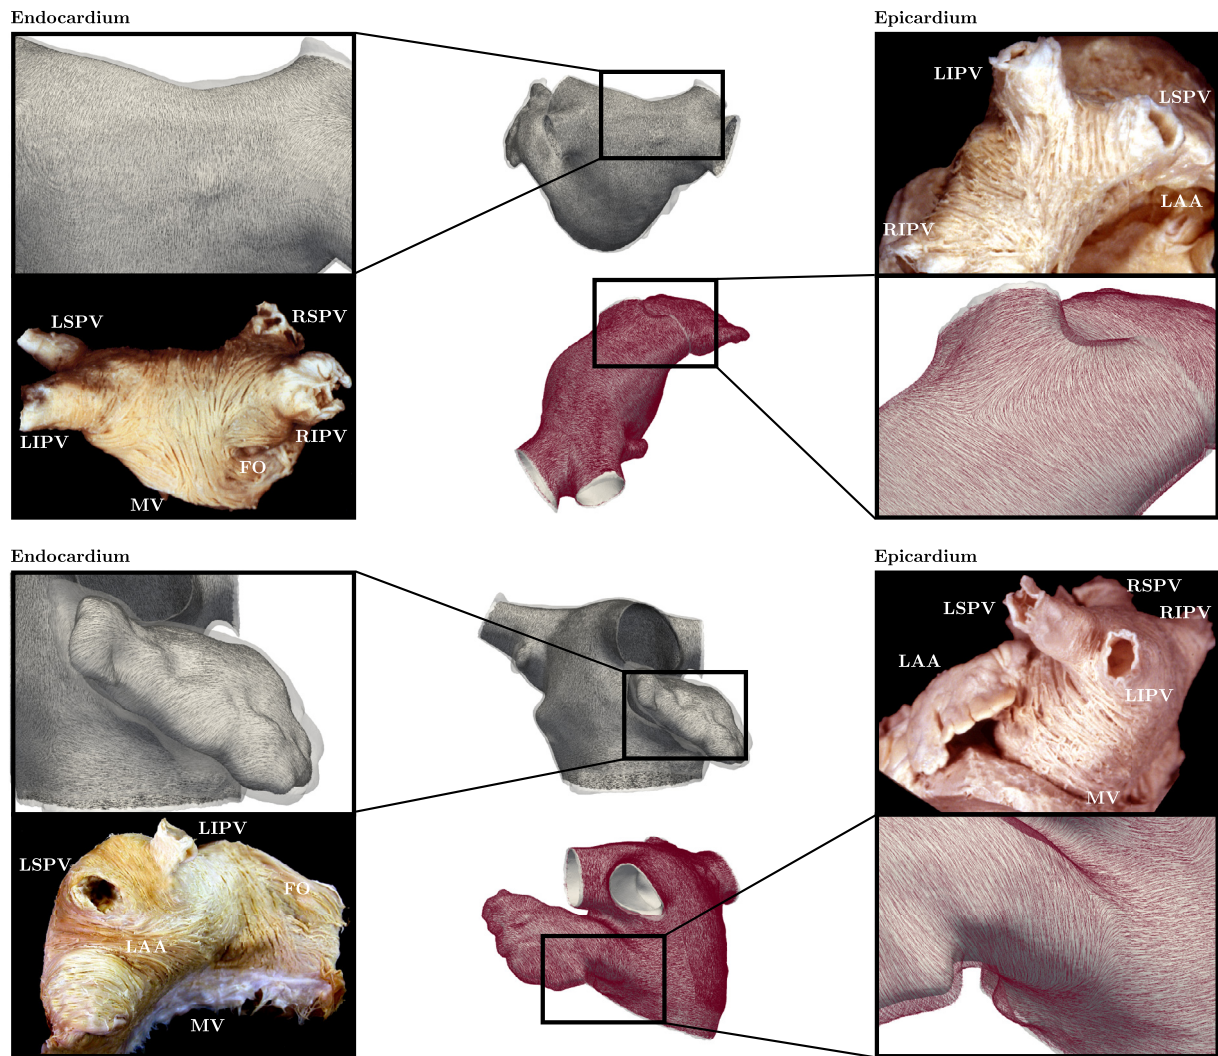 Endocardium
Epicardium
LIPV
LSPV
LAA
RIPV
LSPV
RSPV
LIPV
RIPV
FO
MV
Endocardium
Epicardium
RSPV
LSPV
RIPV
LAA
LIPV
MV
LIPV
LSPV
FO
LAA
MV